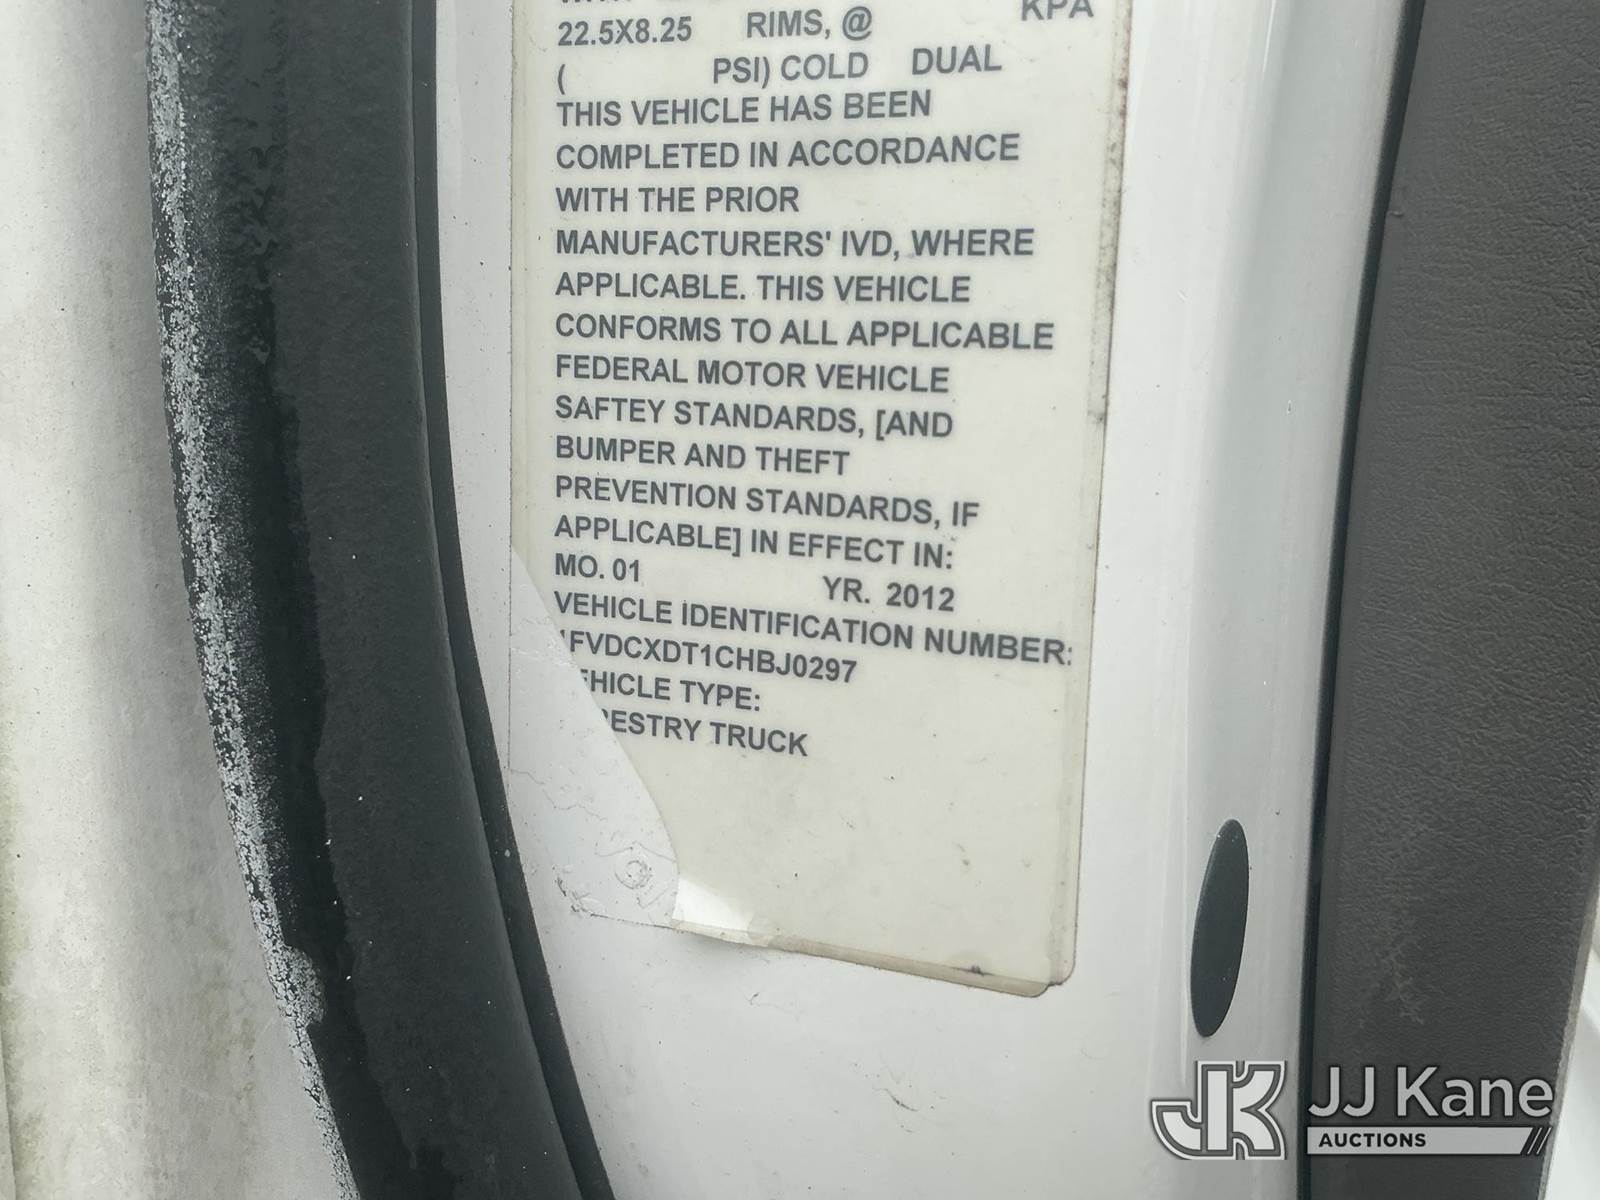 22.5X8.25 RIMS, @ KPA
( PSI) COLD DUAL
THIS VEHICLE HAS BEEN
COMPLETED IN ACCORDANCE
WITH THE PRIOR
MANUFACTURERS' IVD, WHERE
APPLICABLE. THIS VEHICLE
CONFORMS TO ALL APPLICABLE
FEDERAL MOTOR VEHICLE
SAFTEY STANDARDS, [AND
BUMPER AND THEFT
PREVENTION STANDARDS, IF
APPLICABLE] IN EFFECT IN:
MO. 01 YR. 2012
VEHICLE IDENTIFICATION NUMBER:
1FVDCXDT1CHBJ0297
EHICLE TYPE:
RESTRY TRUCK
JJ Kane
AUCTIONS